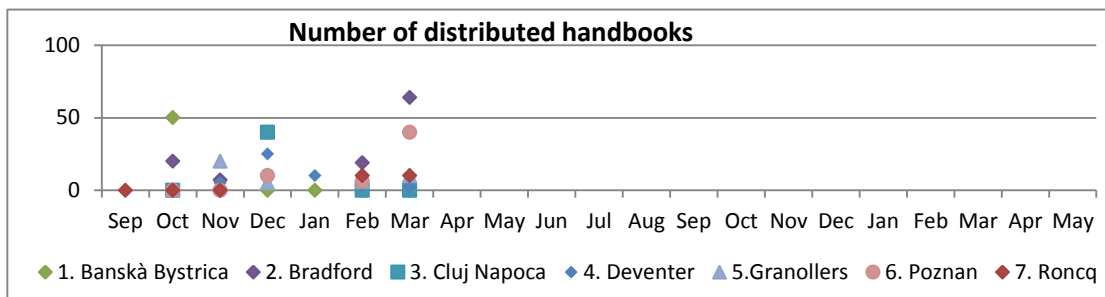 Number of distributed handbooks
100
50
0
Sep Oct Nov Dec Jan Feb Mar Apr May Jun Jul Aug Sep Oct Nov Dec Jan Feb Mar Apr May
1. Banskà Bystrica 2. Bradford 3. Cluj Napoca 4. Deventer 5.Granollers 6. Poznan 7. Roncq